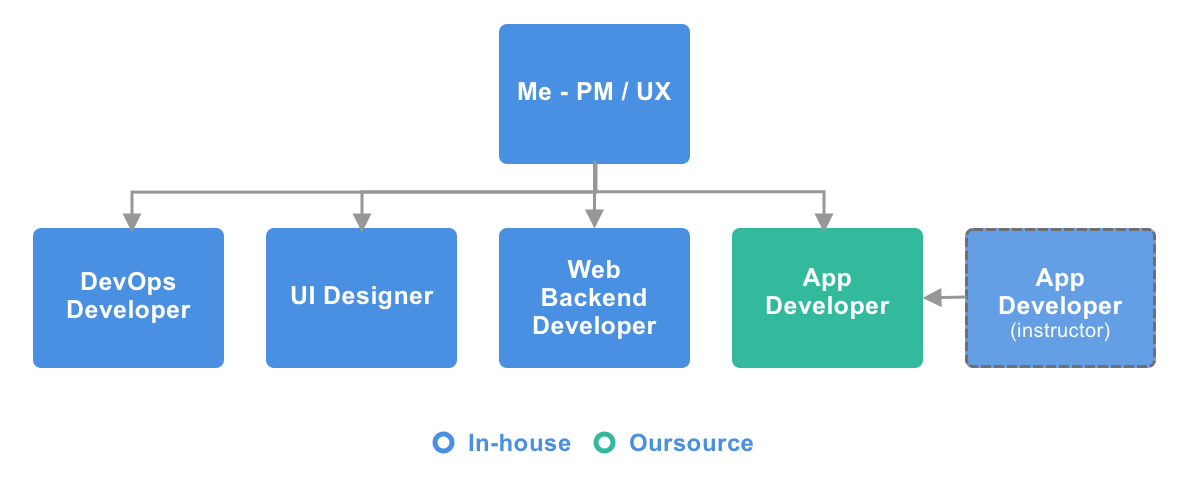 Me - PM / UX
DevOps
Developer
UI Designer
Web
Backend
Developer
App
Developer
App
Developer
(instructor)
In-house
Oursource